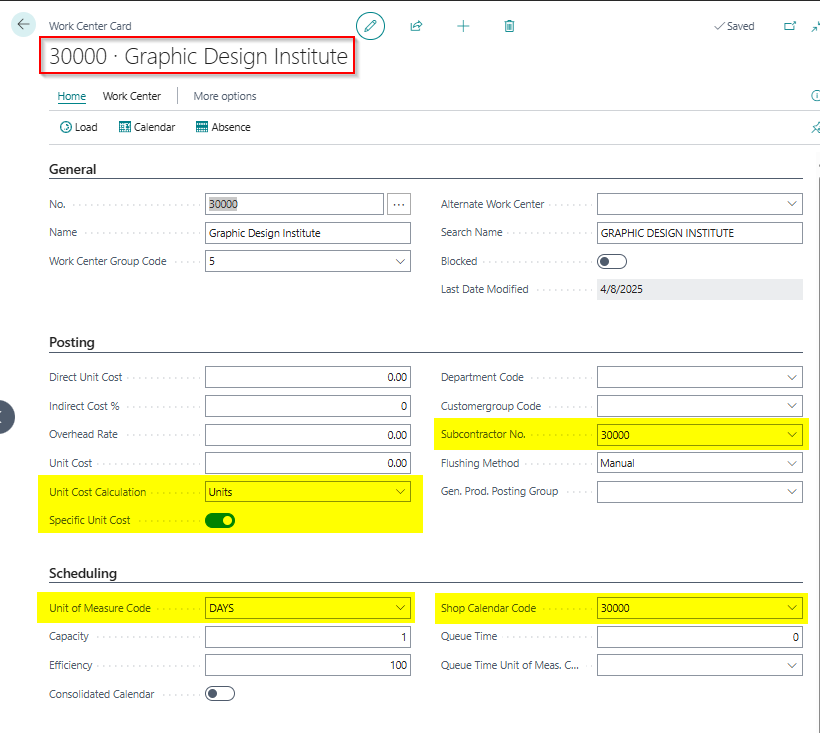 Work Center Card
Saved
30000 · Graphic Design Institute
Home Work Center More options
Load Calendar Absence
General
No. 30000
Name Graphic Design Institute
Work Center Group Code 5
Alternate Work Center
Search Name GRAPHIC DESIGN INSTITUTE
Blocked
Last Date Modified 4/8/2025
Posting
Direct Unit Cost 0.00
Indirect Cost % 0
Overhead Rate 0.00
Unit Cost 0.00
Unit Cost Calculation Units
Specific Unit Cost
Department Code
Customergroup Code
Subcontractor No. 30000
Flushing Method Manual
Gen. Prod. Posting Group
Scheduling
Unit of Measure Code DAYS
Capacity 1
Efficiency 100
Consolidated Calendar
Shop Calendar Code 30000
Queue Time 0
Queue Time Unit of Meas. C...